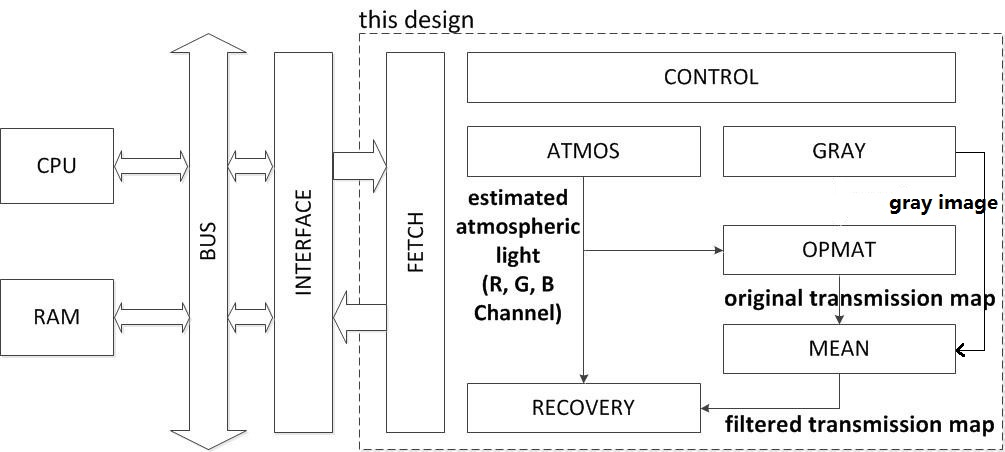 this design
CONTROL
CPU
RAM
BUS
INTERFACE
FETCH
ATMOS
GRAY
estimated
atmospheric
light
(R, G, B
Channel)
gray image
OPMAT
original transmission map
MEAN
RECOVERY
filtered transmission map